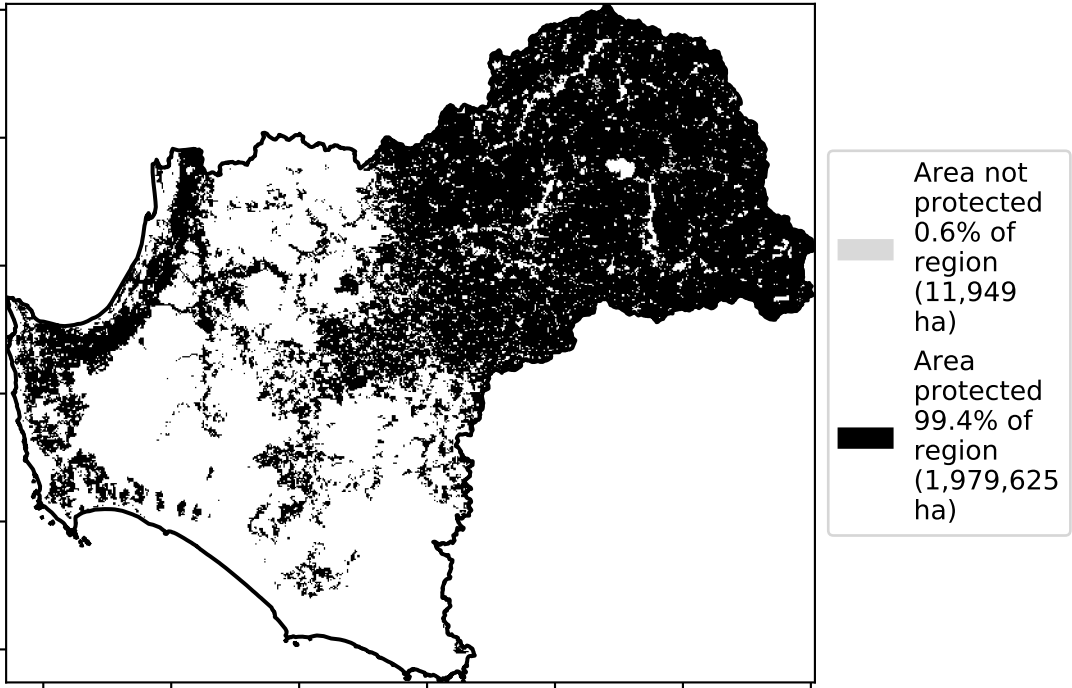 Area not
protected
0.6% of
region
(11,949
ha)
Area
protected
99.4% of
region
(1,979,625
ha)